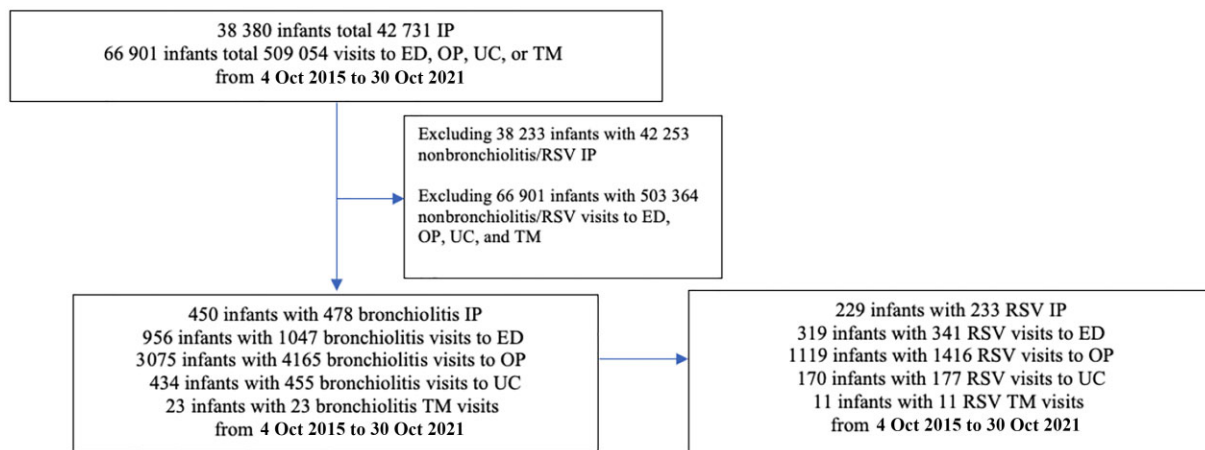 38 380 infants total 42 731 IP
66 901 infants total 509 054 visits to ED, OP, UC, or TM
from 4 Oct 2015 to 30 Oct 2021
Excluding 38 233 infants with 42 253
nonbronchiolitis/RSV IP
Excluding 66 901 infants with 503 364
nonbronchiolitis/RSV visits to ED,
OP, UC, and TM
450 infants with 478 bronchiolitis IP
956 infants with 1047 bronchiolitis visits to ED
3075 infants with 4165 bronchiolitis visits to OP
434 infants with 455 bronchiolitis visits to UC
23 infants with 23 bronchiolitis TM visits
from 4 Oct 2015 to 30 Oct 2021
229 infants with 233 RSV IP
319 infants with 341 RSV visits to ED
1119 infants with 1416 RSV visits to OP
170 infants with 177 RSV visits to UC
11 infants with 11 RSV TM visits
from 4 Oct 2015 to 30 Oct 2021